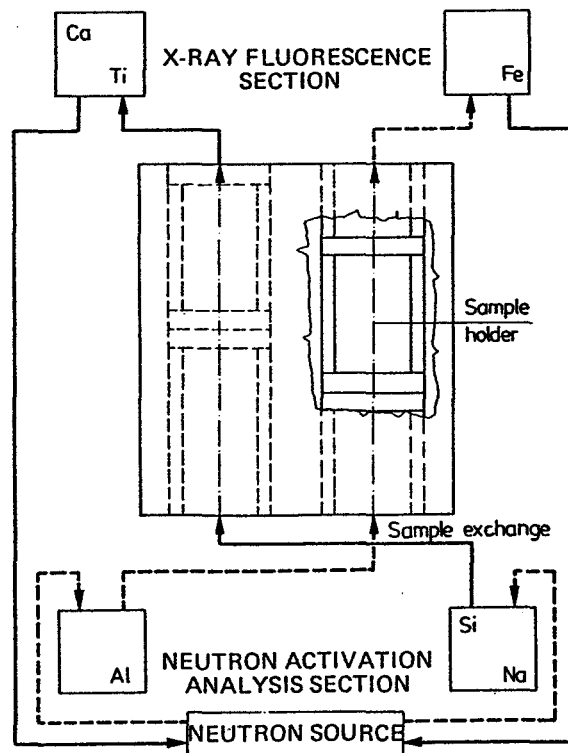 Ca
Ti
X-RAY FLUORESCENCE
SECTION
Fe
Sample
holder
Sample exchange
Al
NEUTRON ACTIVATION
ANALYSIS SECTION
Si
Na
NEUTRON SOURCE